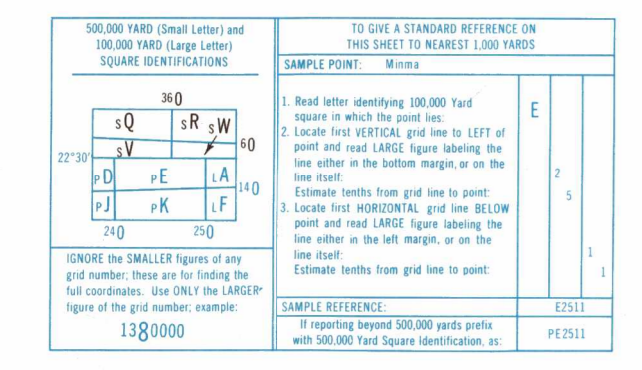 500,000 YARD (Small Letter) and
100,000 YARD (Large Letter)
SQUARE IDENTIFICATIONS
360
sQ sR sW
60
sV
22°30'
PD PE LA
140
PJ PK LF
240 250
IGNORE the SMALLER figures of any
grid number; these are for finding the
full coordinates. Use ONLY the LARGER
figure of the grid number; example:
1380000
TO GIVE A STANDARD REFERENCE ON
THIS SHEET TO NEAREST 1,000 YARDS
SAMPLE POINT: Minma
1. Read letter identifying 100,000 Yard
square in which the point lies:
E
2. Locate first VERTICAL grid line to LEFT of
point and read LARGE figure labeling the
line either in the bottom margin, or on the
line itself:
2
Estimate tenths from grid line to point:
5
3. Locate first HORIZONTAL grid line BELOW
point and read LARGE figure labeling the
line either in the left margin, or on the
line itself:
1
Estimate tenths from grid line to point:
1
SAMPLE REFERENCE: E2511
If reporting beyond 500,000 yards prefix
with 500,000 Yard Square Identification, as:
PE2511